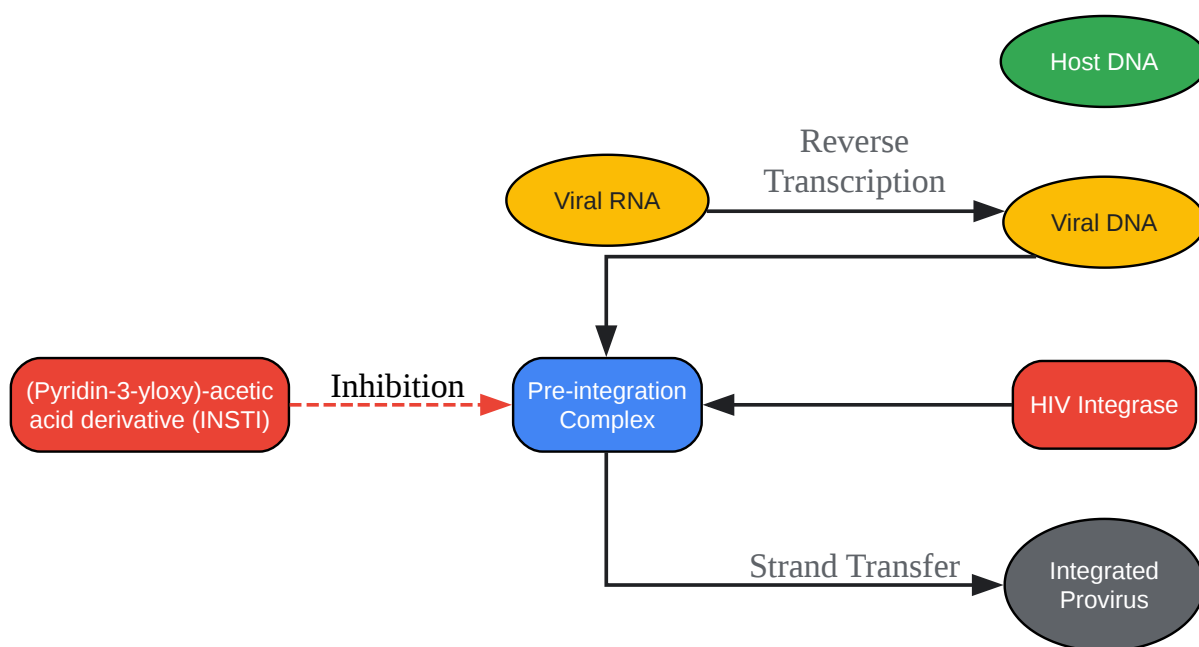 Host DNA
Reverse
Transcription
Viral RNA
Viral DNA
(Pyridin-3-yloxy)-acetic
acid derivative (INSTI)
Inhibition
Pre-integration
Complex
HIV Integrase
Strand Transfer
Integrated
Provirus